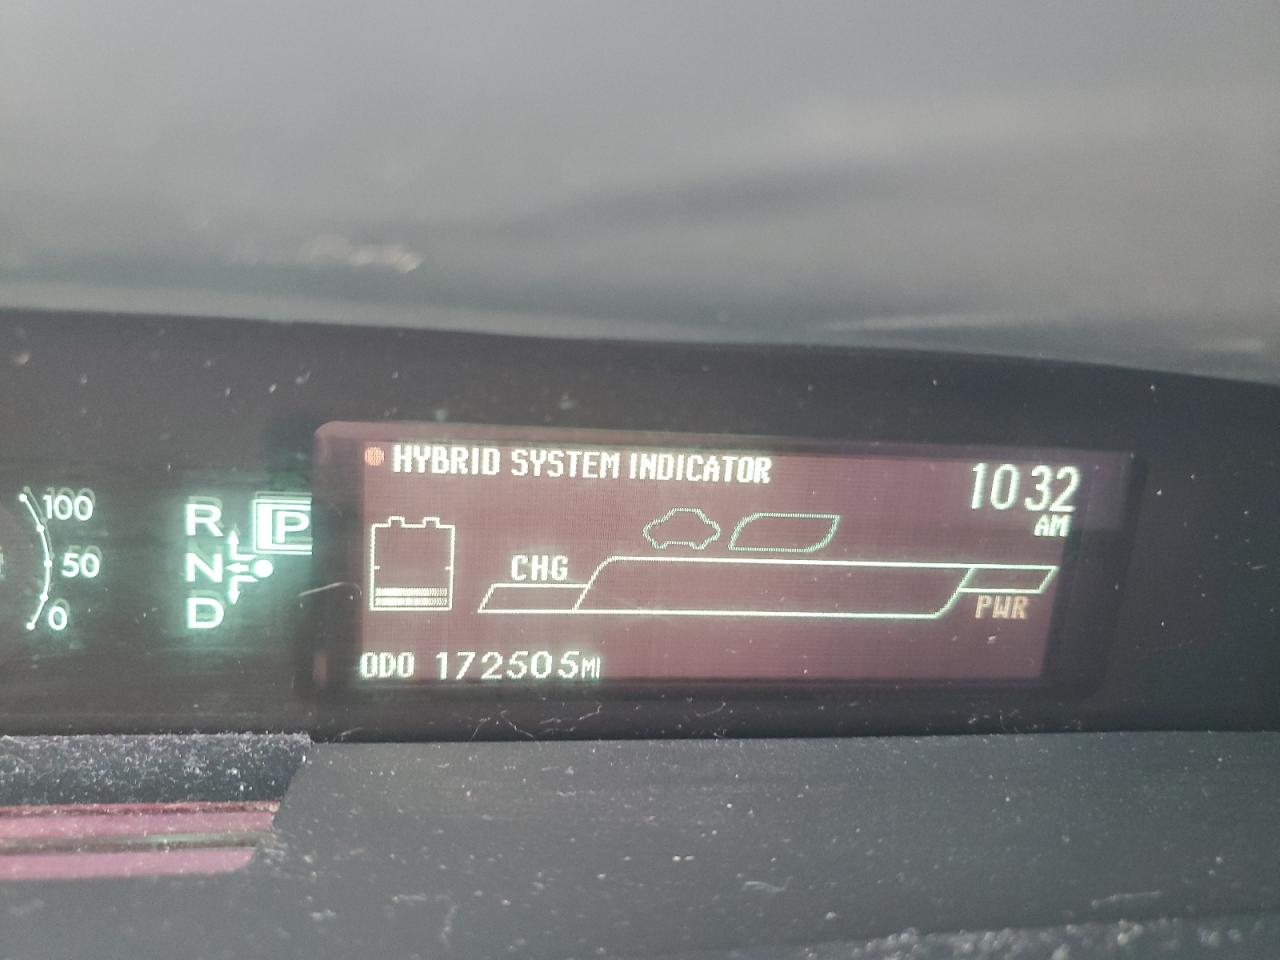 HYBRID SYSTEM INDICATOR
10:32
AM
100
50
0
R
P
N
D
CHG
PWR
ODO 172505MI